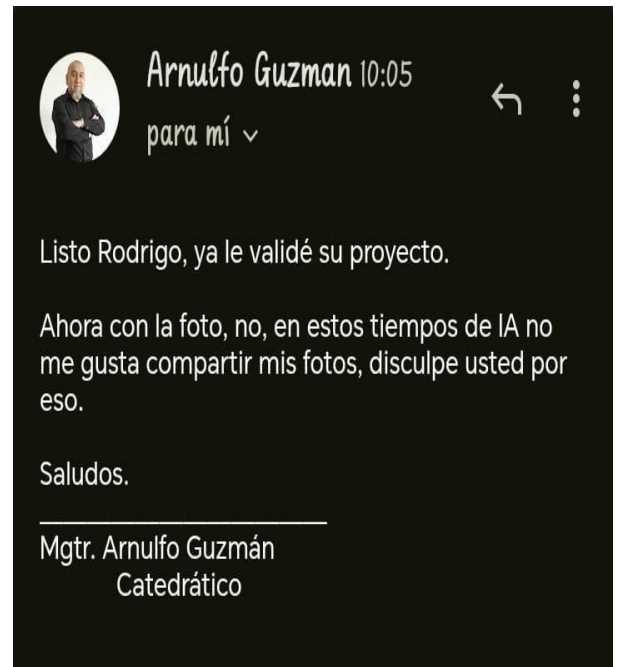 Arnulfo Guzman 10:05
para mí
Listo Rodrigo, ya le validé su proyecto.
Ahora con la foto, no, en estos tiempos de IA no
me gusta compartir mis fotos, disculpe usted por
eso.
Saludos.
Mgtr. Arnulfo Guzmán
Catedrático